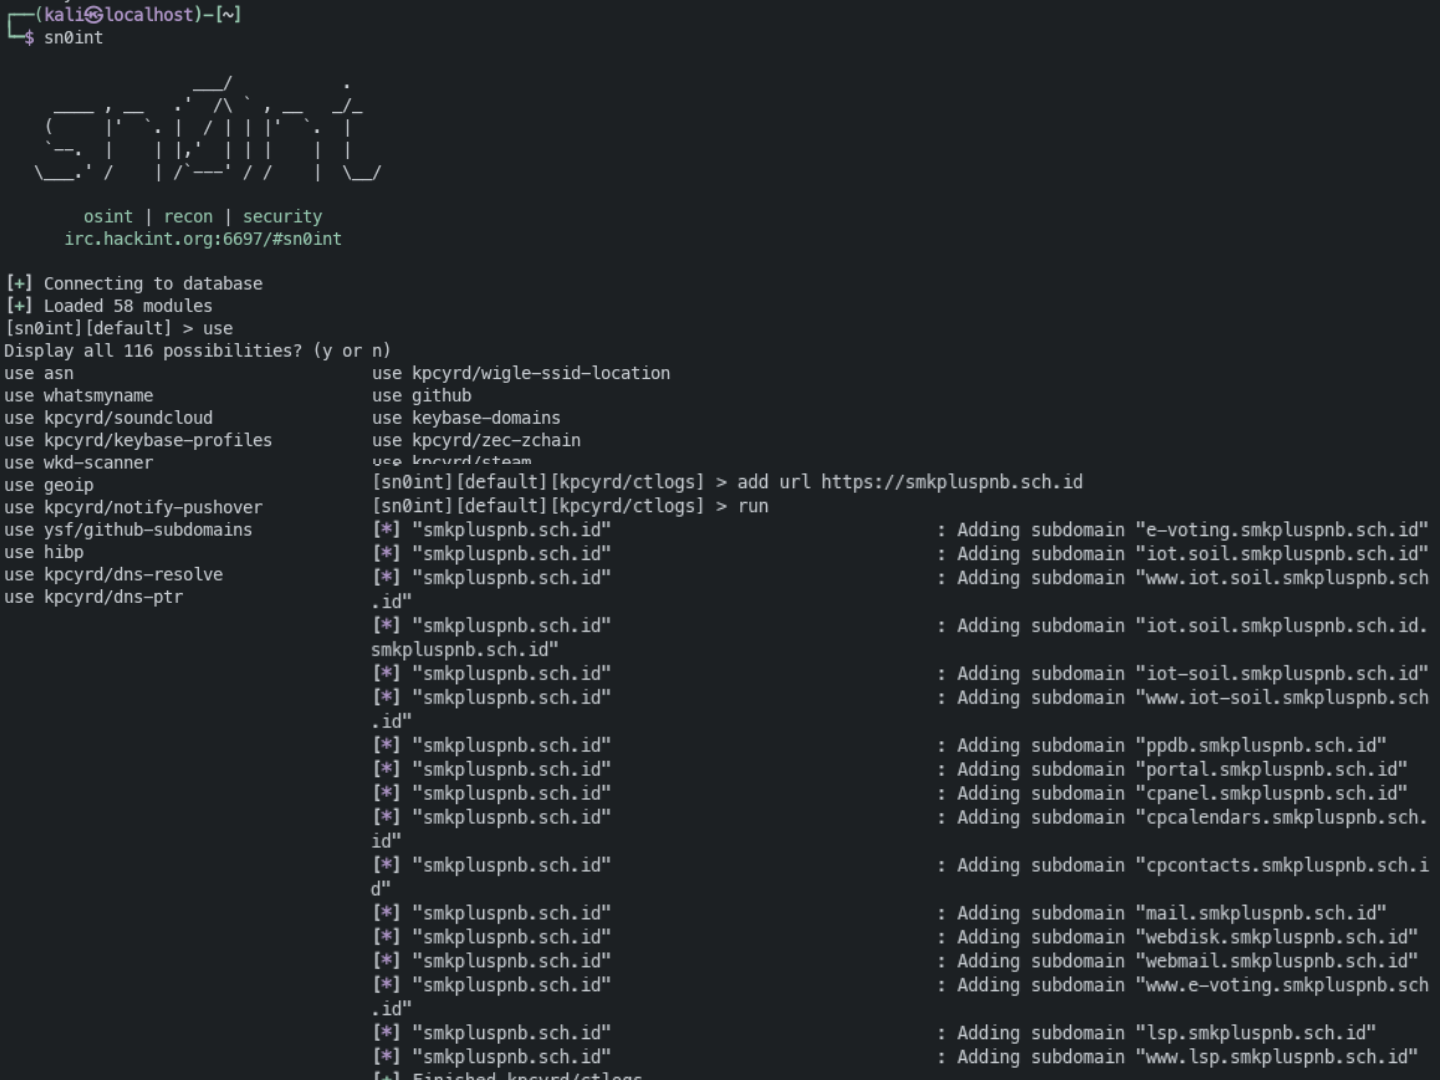 ┌──(kali㉿localhost)-[~]
└─$ sn0int
osint | recon | security
irc.hackint.org:6697/#sn0int
[+] Connecting to database
[+] Loaded 58 modules
[sn0int][default] > use
Display all 116 possibilities? (y or n)
use asn use kpcyrd/wigle-ssid-location
use whatsmyname use github
use kpcyrd/soundcloud use keybase-domains
use kpcyrd/keybase-profiles use kpcyrd/zec-zchain
use wkd-scanner use kpcyrd/steam
use geoip
use kpcyrd/notify-pushover
use ysf/github-subdomains
use hibp
use kpcyrd/dns-resolve
use kpcyrd/dns-ptr
[sn0int][default][kpcyrd/ctlogs] > add url https://smkpluspnb.sch.id
[sn0int][default][kpcyrd/ctlogs] > run
[*] "smkpluspnb.sch.id" : Adding subdomain "e-voting.smkpluspnb.sch.id"
[*] "smkpluspnb.sch.id" : Adding subdomain "iot.soil.smkpluspnb.sch.id"
[*] "smkpluspnb.sch.id" : Adding subdomain "www.iot.soil.smkpluspnb.sch
.id"
[*] "smkpluspnb.sch.id" : Adding subdomain "iot.soil.smkpluspnb.sch.id.
smkpluspnb.sch.id"
[*] "smkpluspnb.sch.id" : Adding subdomain "iot-soil.smkpluspnb.sch.id"
[*] "smkpluspnb.sch.id" : Adding subdomain "www.iot-soil.smkpluspnb.sch
.id"
[*] "smkpluspnb.sch.id" : Adding subdomain "ppdb.smkpluspnb.sch.id"
[*] "smkpluspnb.sch.id" : Adding subdomain "portal.smkpluspnb.sch.id"
[*] "smkpluspnb.sch.id" : Adding subdomain "cpanel.smkpluspnb.sch.id"
[*] "smkpluspnb.sch.id" : Adding subdomain "cpcalendars.smkpluspnb.sch.
id"
[*] "smkpluspnb.sch.id" : Adding subdomain "cpcontacts.smkpluspnb.sch.i
d"
[*] "smkpluspnb.sch.id" : Adding subdomain "mail.smkpluspnb.sch.id"
[*] "smkpluspnb.sch.id" : Adding subdomain "webdisk.smkpluspnb.sch.id"
[*] "smkpluspnb.sch.id" : Adding subdomain "webmail.smkpluspnb.sch.id"
[*] "smkpluspnb.sch.id" : Adding subdomain "www.e-voting.smkpluspnb.sch
.id"
[*] "smkpluspnb.sch.id" : Adding subdomain "lsp.smkpluspnb.sch.id"
[*] "smkpluspnb.sch.id" : Adding subdomain "www.lsp.smkpluspnb.sch.id"
[+] Finished kpcyrd/ctlogs